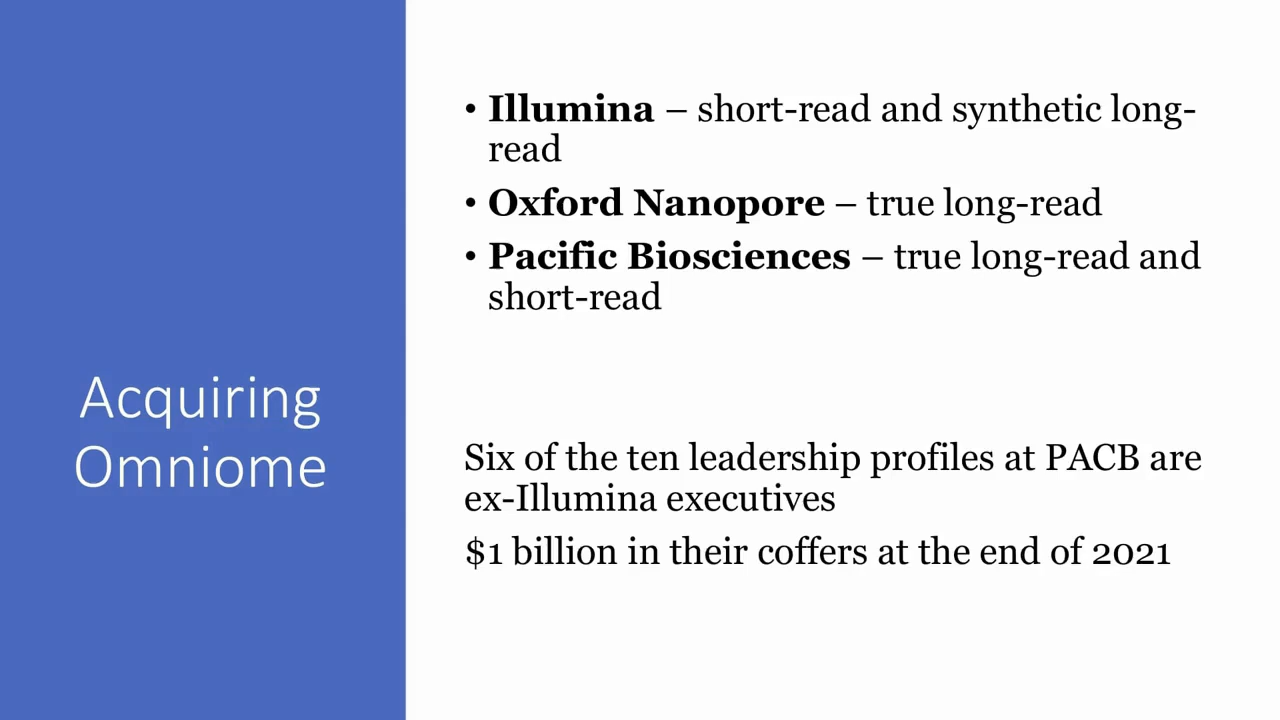 Acquiring
Omniome
• Illumina – short-read and synthetic long-
read
• Oxford Nanopore – true long-read
• Pacific Biosciences – true long-read and
short-read
Six of the ten leadership profiles at PACB are
ex-Illumina executives
$1 billion in their coffers at the end of 2021